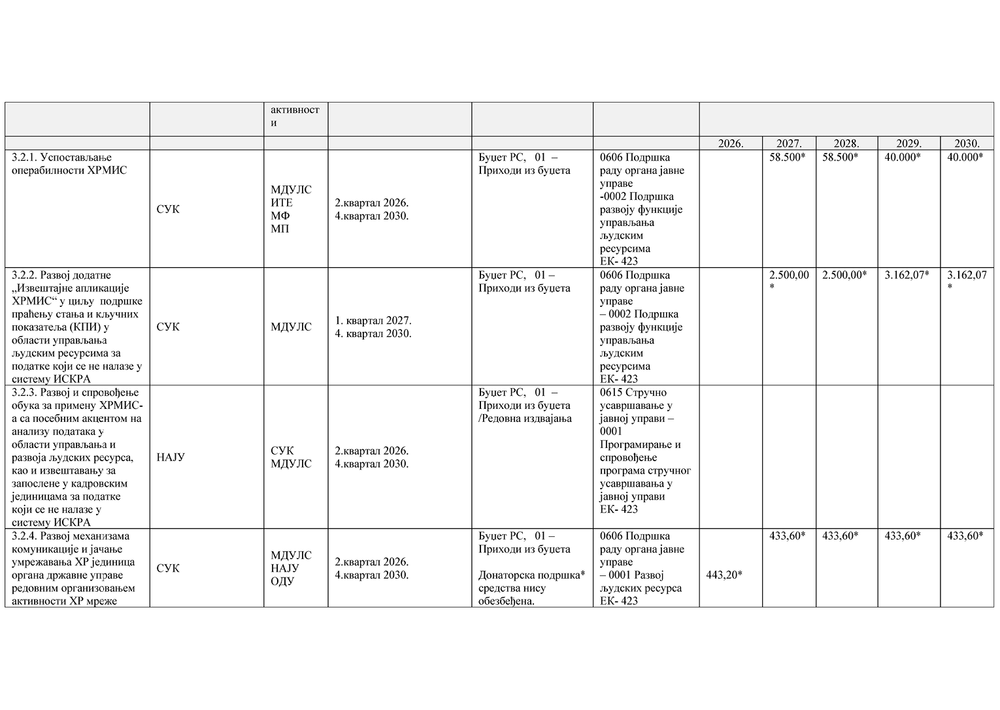 активност
и
2026.
2027.
2028.
2029.
2030.
3.2.1. Успостављање
операбилности ХРМИС
СУК
МДУЛС
ИТЕ
МФ
МП
2.квартал 2026.
4.квартал 2030.
Буџет РС, 01 –
Приходи из буџета
0606 Подршка
раду органа јавне
управе
-0002 Подршка
развоју функције
управљања
људским
ресурсима
ЕК- 423
58.500*
58.500*
40.000*
40.000*
3.2.2. Развој додатне
„Извештајне апликације
ХРМИС“ у циљу подршке
праћењу стања и кључних
показатеља (КПИ) у
области управљања
људским ресурсима за
податке који се не налазе у
систему ИСКРА
СУК
МДУЛС
1. квартал 2027.
4. квартал 2030.
Буџет РС, 01 –
Приходи из буџета
0606 Подршка
раду органа јавне
управе
– 0002 Подршка
развоју функције
управљања
људским
ресурсима
ЕК- 423
2.500,00
*
2.500,00*
3.162,07*
3.162,07
*
3.2.3. Развој и спровођење
обука за примену ХРМИС-
а са посебним акцентом на
анализу података у
области управљања и
развоја људских ресурса,
као и извештавању за
запослене у кадровским
јединицама за податке
који се не налазе у
систему ИСКРА
НАЈУ
СУК
МДУЛС
2.квартал 2026.
4.квартал 2030.
Буџет РС, 01 –
Приходи из буџета
/Редовна издвајања
0615 Стручно
усавршавање у
јавној управи –
0001
Програмирање и
спровођење
програма стручног
усавршавања у
јавној управи
ЕК- 423
3.2.4. Развој механизама
комуникације и јачање
умрежавања ХР јединица
органа државне управе
редовним организовањем
активности ХР мреже
СУК
МДУЛС
НАЈУ
ОДУ
2.квартал 2026.
4.квартал 2030.
Буџет РС, 01 –
Приходи из буџета
Донаторска подршка*
средства нису
обезбеђена.
0606 Подршка
раду органа јавне
управе
– 0001 Развој
људских ресурса
ЕК- 423
443,20*
433,60*
433,60*
433,60*
433,60*